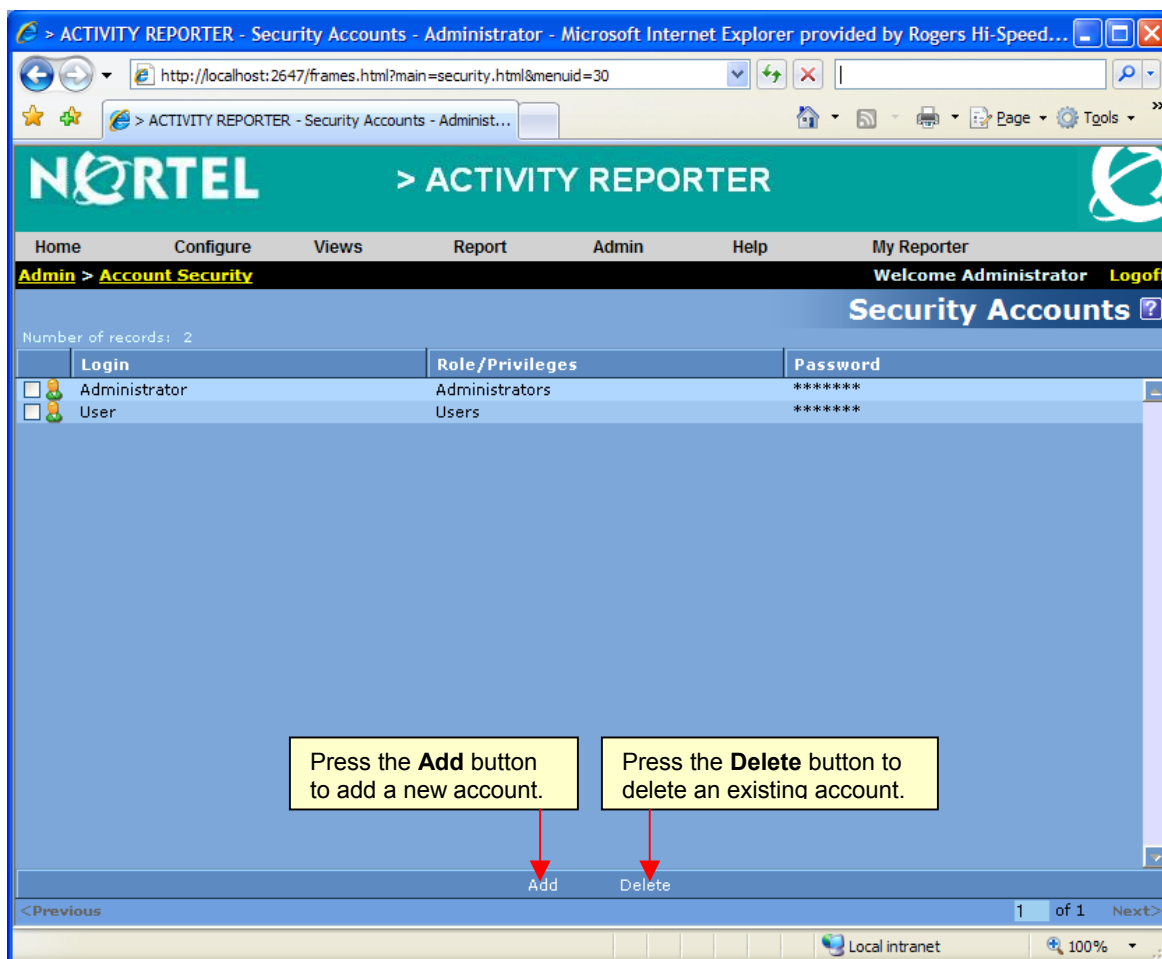 > ACTIVITY REPORTER - Security Accounts - Administrator - Microsoft Internet Explorer provided by Rogers Hi-Speed...
http://localhost:2647/frames.html?main=security.html&menuid=30
> ACTIVITY REPORTER - Security Accounts - Administ...
Page Tools »
NORTEL > ACTIVITY REPORTER
Home Configure Views Report Admin Help My Reporter
Admin > Account Security Welcome Administrator Logoff
Security Accounts ?
Number of records: 2
Login Role/Privileges Password
Administrator Administrators *******
User Users *******
Press the Add button
to add a new account.
Press the Delete button to
delete an existing account.
Add Delete
<Previous 1 of 1 Next>
Local intranet 100%